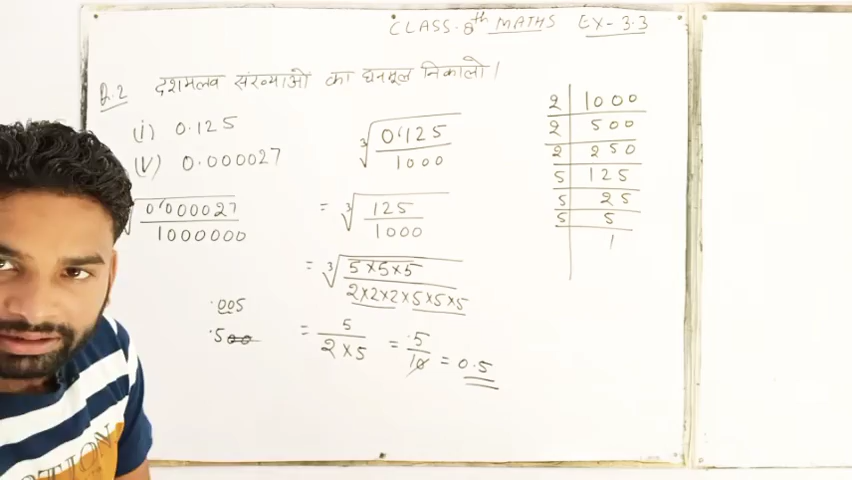 CLASS. 8th MATHS EX-3.3
Q.2 दशमलव संख्याओ का घनमूल निकालो।
(i) 0.125
(V) 0.000027
∛(0.125/1000)
∛(0.000027/1000000)
= ∛(125/1000)
= ∛(5×5×5/2×2×2×5×5×5)
.005
.500
= 5/2×5 = .5/10 = 0.5
2 | 1000
2 | 500
2 | 250
5 | 125
5 | 25
5 | 5
| 1